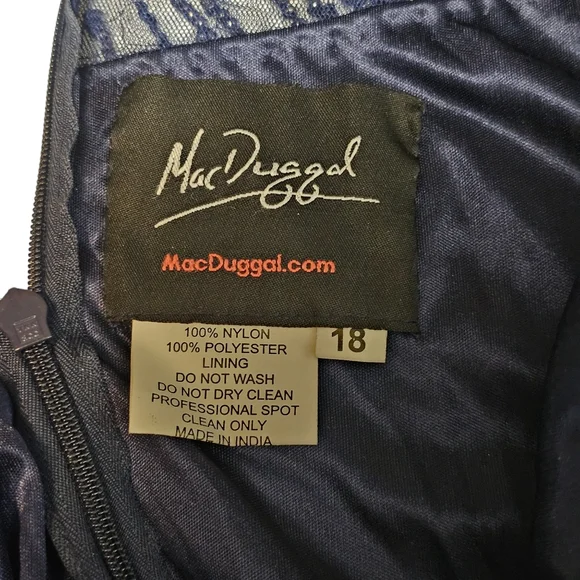 MacDuggal
MacDuggal.com
100% NYLON
100% POLYESTER
LINING
DO NOT WASH
DO NOT DRY CLEAN
PROFESSIONAL SPOT
CLEAN ONLY
MADE IN INDIA
18